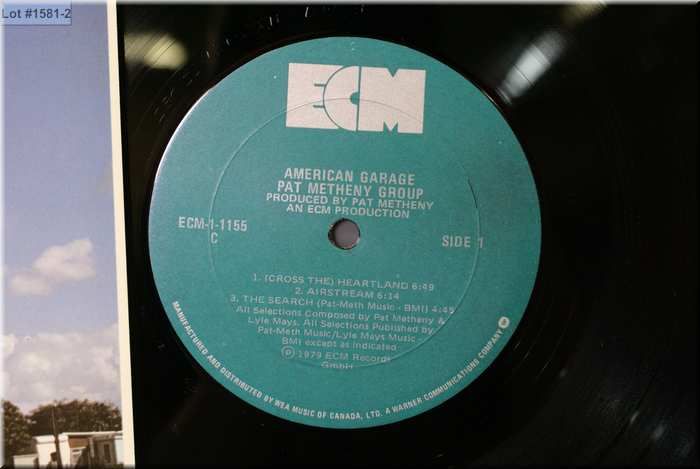 Lot #1581-2
ECM
AMERICAN GARAGE
PAT METHENY GROUP
PRODUCED BY PAT METHENY
AN ECM PRODUCTION
ECM-1-1155
C
SIDE 1
1. (CROSS THE) HEARTLAND 6:49
2. AIRSTREAM 6:14
3. THE SEARCH (Pat-Meth Music - BMI) 4:45
All Selections Composed by Pat Metheny &
Lyle Mays. All Selections Published by
Pat-Meth Music/Lyle Mays Music -
BMI except as indicated
℗ 1979 ECM Records
GmbH
MANUFACTURED AND DISTRIBUTED BY WEA MUSIC OF CANADA, LTD. A WARNER COMMUNICATIONS COMPANY